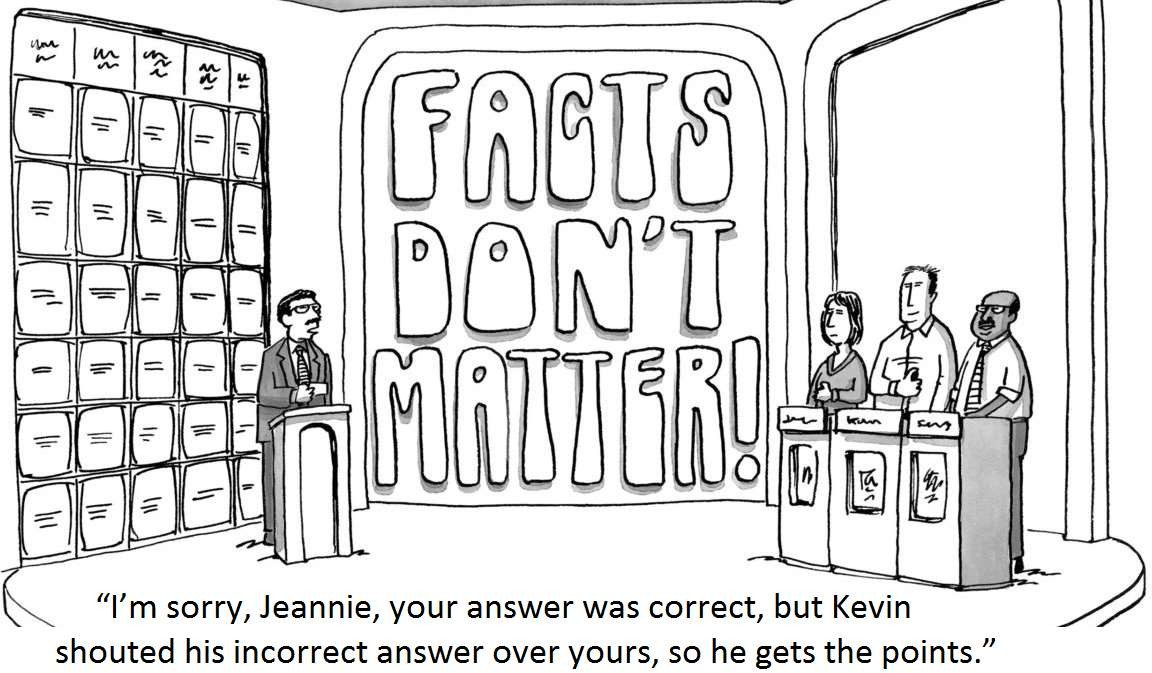 FACTS
DON'T
MATTER!
“I’m sorry, Jeannie, your answer was correct, but Kevin
shouted his incorrect answer over yours, so he gets the points.”